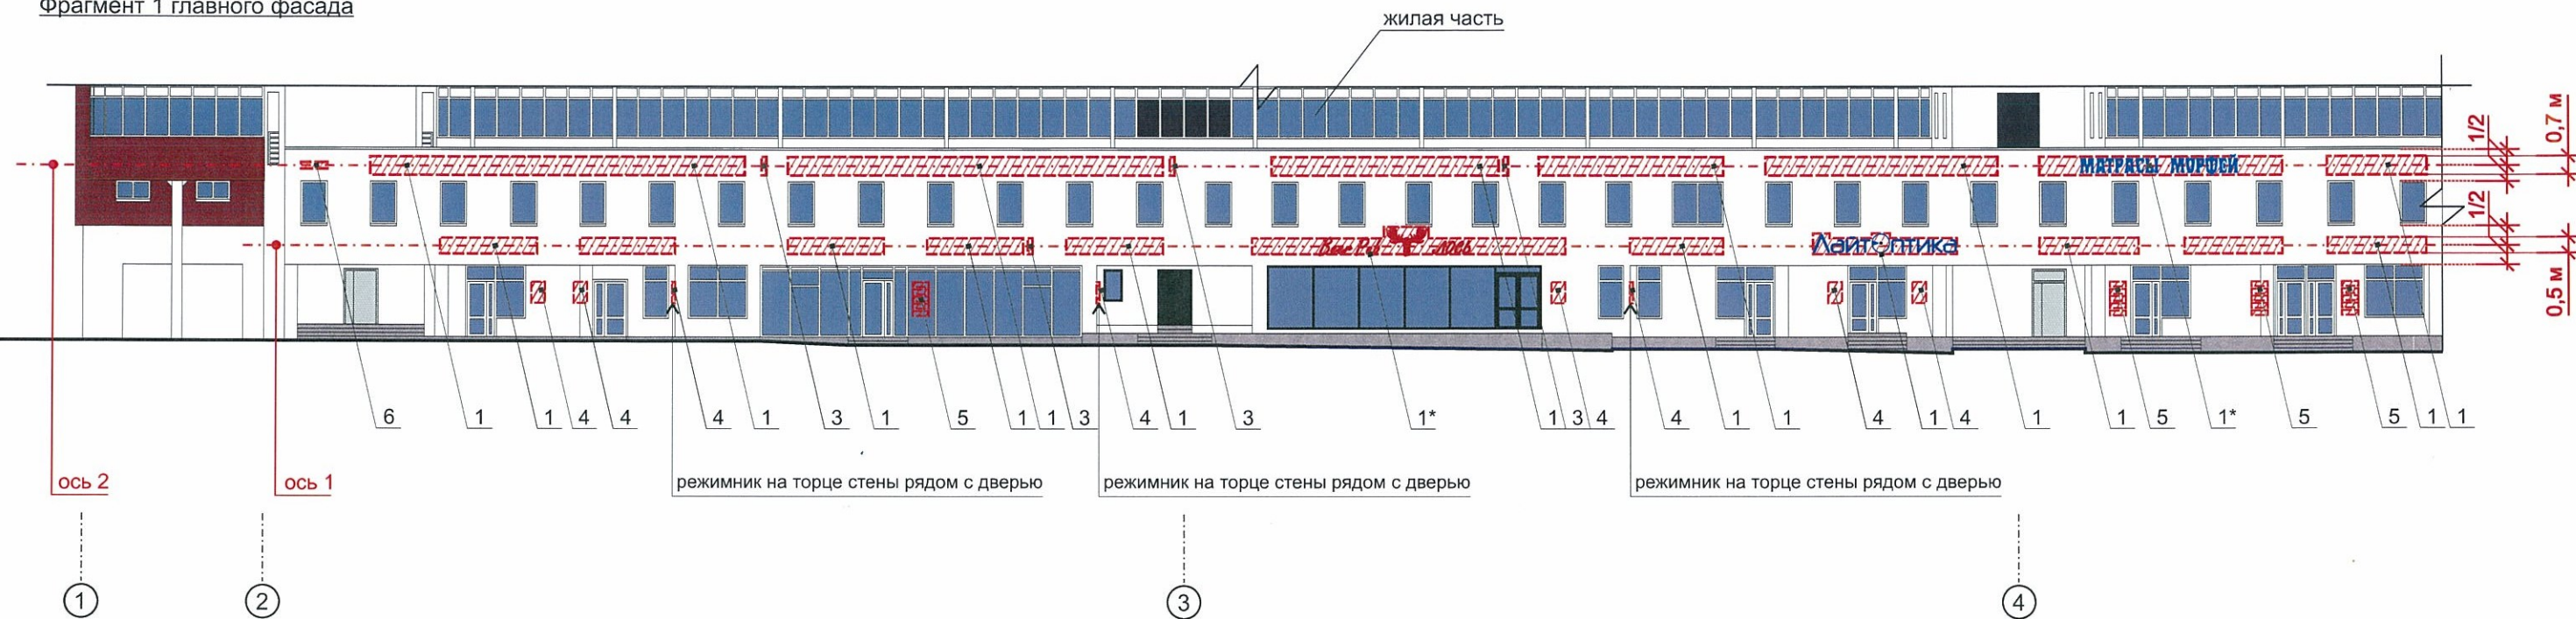 Фрагмент 1 главного фасада
жилая часть
1/2
0,7 м
МАТРАСЫ МОРФЕЙ
1/2
ЛОСЬ
ЛайтОптика
0,5 м
6 1 1 4 4 4 1 3 1 5 1 1 3 4 1 3 1* 1 3 4 4 1 1 4 1 4 1 1 5 1* 5 5 1 1
ось 2
ось 1
режимник на торце стены рядом с дверью
режимник на торце стены рядом с дверью
режимник на торце стены рядом с дверью
1 2 3 4